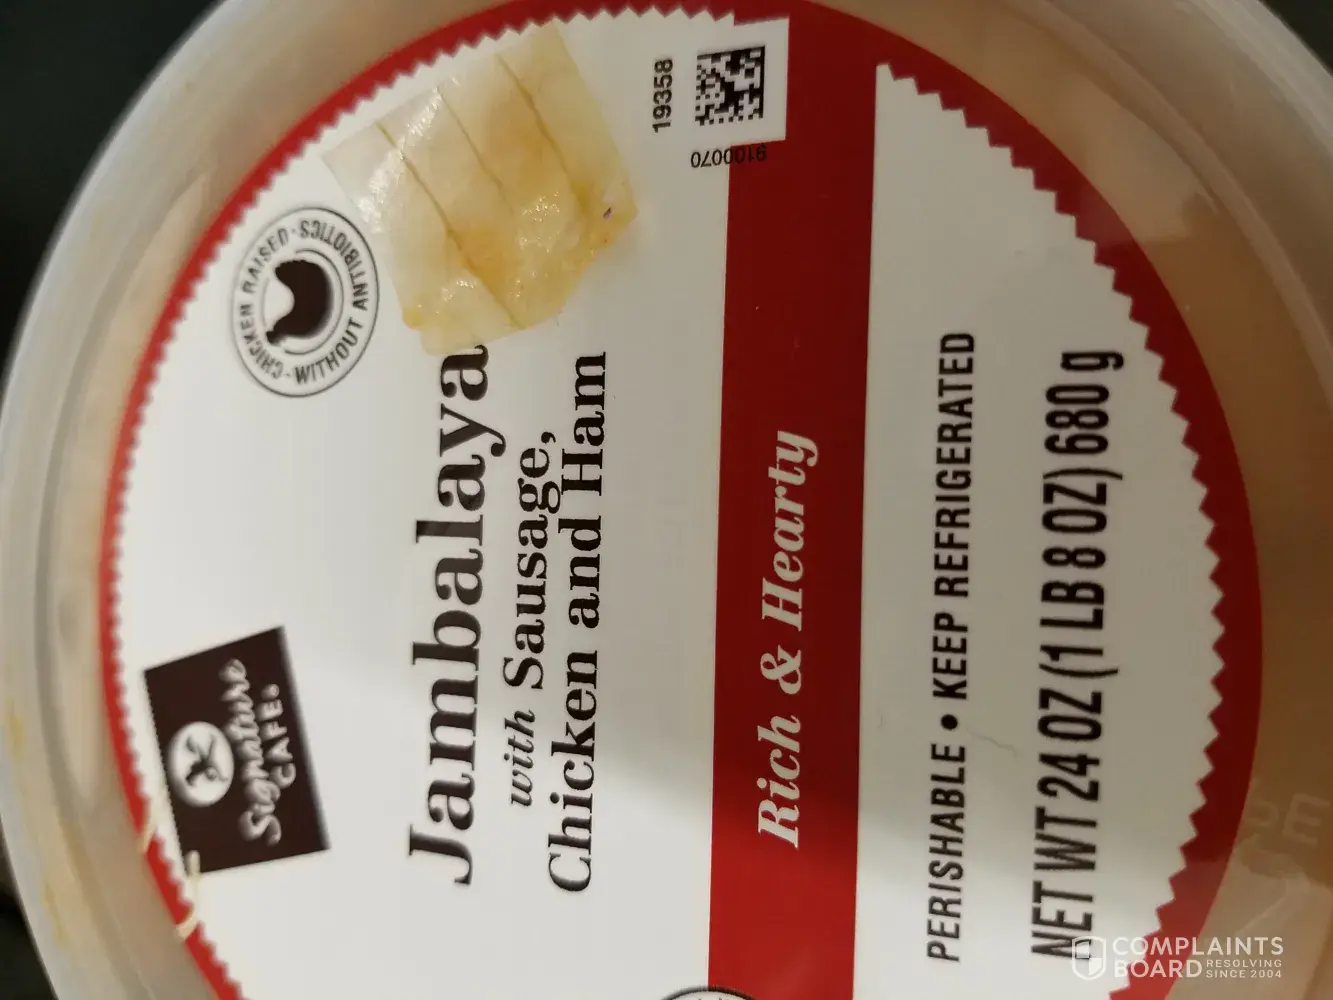 Signature
CAFE®
CHICKEN RAISED · WITHOUT ANTIBIOTICS ·
Jambalaya
with Sausage,
Chicken and Ham
19358
9100070
Rich & Hearty
PERISHABLE • KEEP REFRIGERATED
NET WT 24 OZ (1 LB 8 OZ) 680 g
COMPLAINTS
BOARD RESOLVING
SINCE 2004